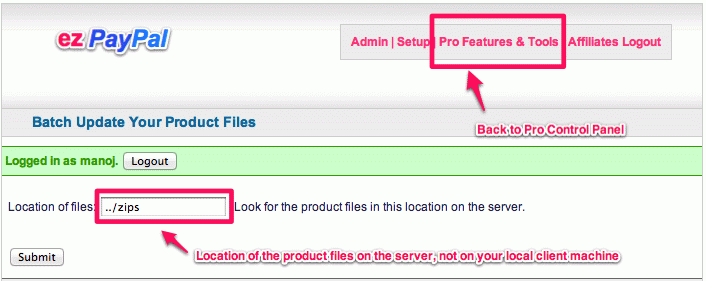 ez PayPal
Admin | Setup | Pro Features & Tools Affiliates Logout
Back to Pro Control Panel
Batch Update Your Product Files
Logged in as manoj. Logout
Location of files: ../zips Look for the product files in this location on the server.
Location of the product files on the server, not on your local client machine
Submit